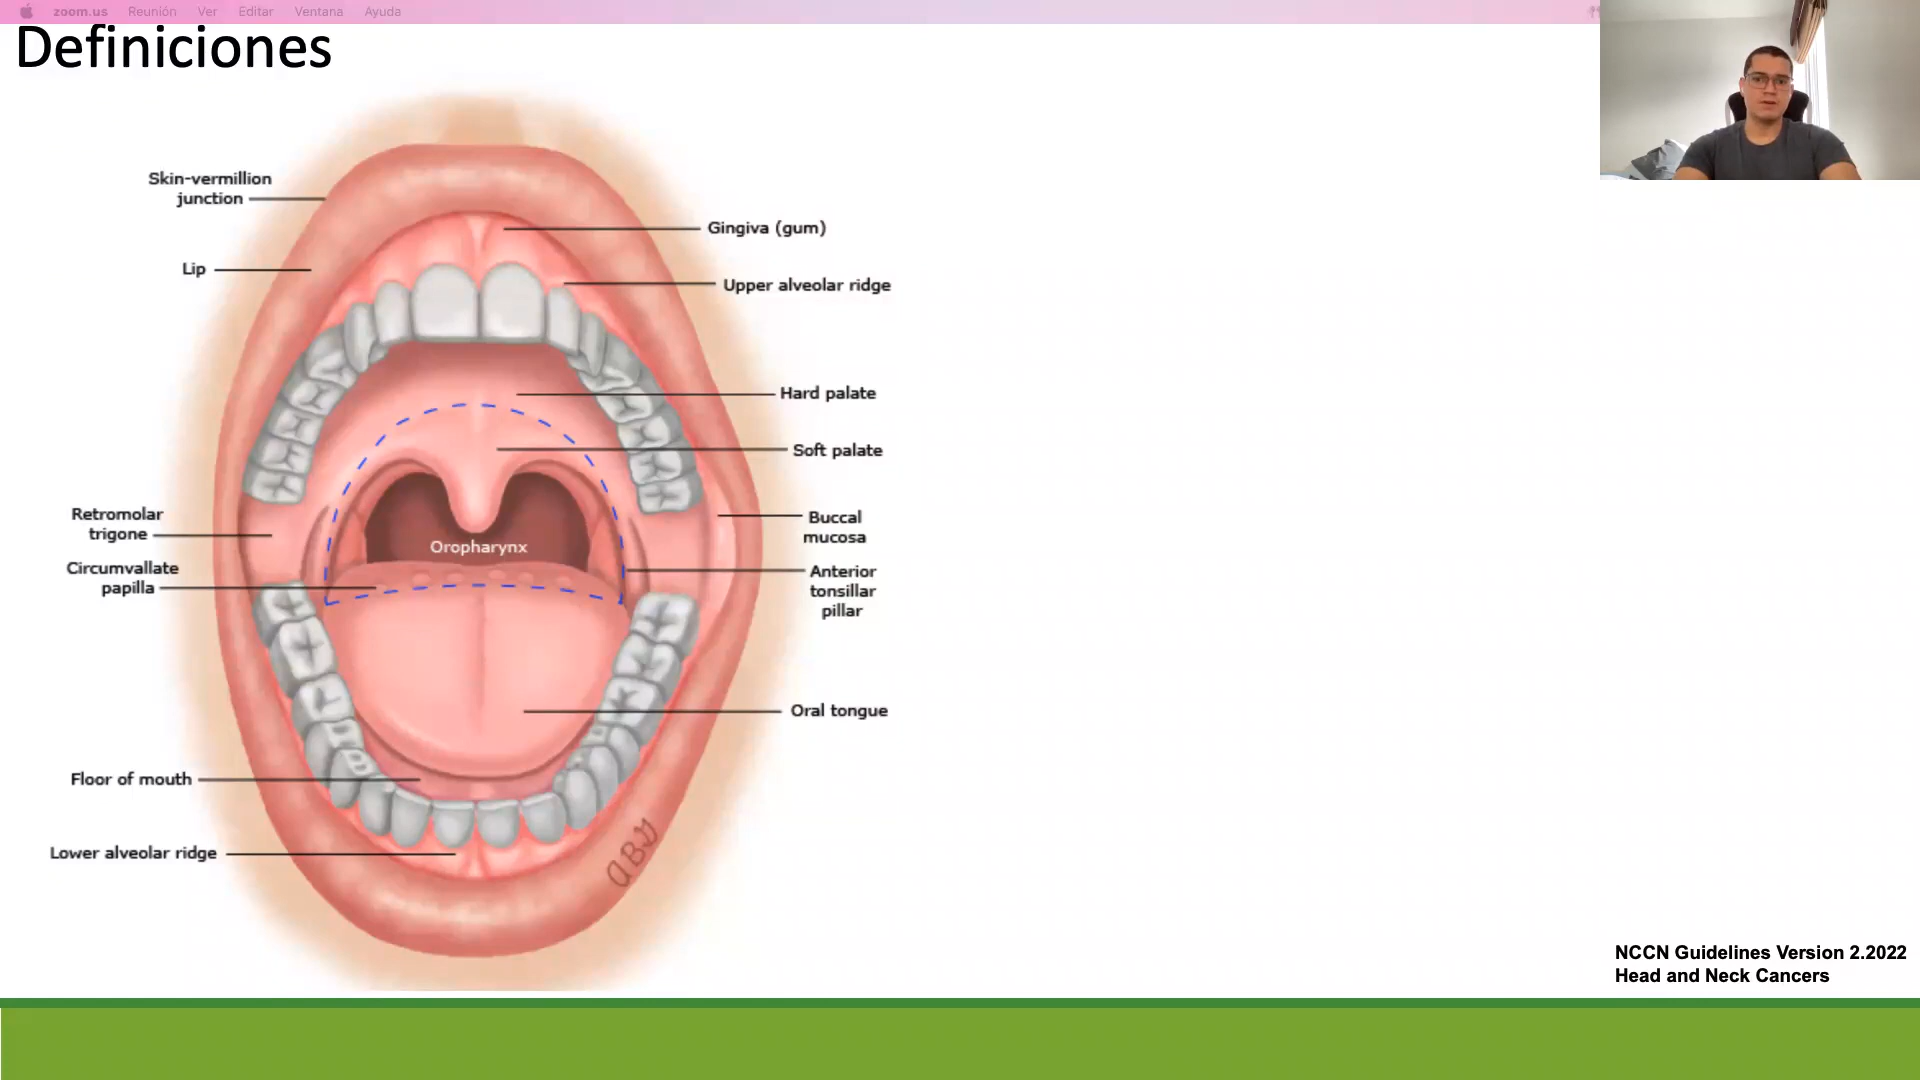 zoom.us Reunión Ver Editar Ventana Ayuda
Definiciones
Skin-vermillion
junction
Lip
Gingiva (gum)
Upper alveolar ridge
Hard palate
Soft palate
Retromolar
trigone
Circumvallate
papilla
Oropharynx
Buccal
mucosa
Anterior
tonsillar
pillar
Oral tongue
Floor of mouth
Lower alveolar ridge
NCCN Guidelines Version 2.2022
Head and Neck Cancers